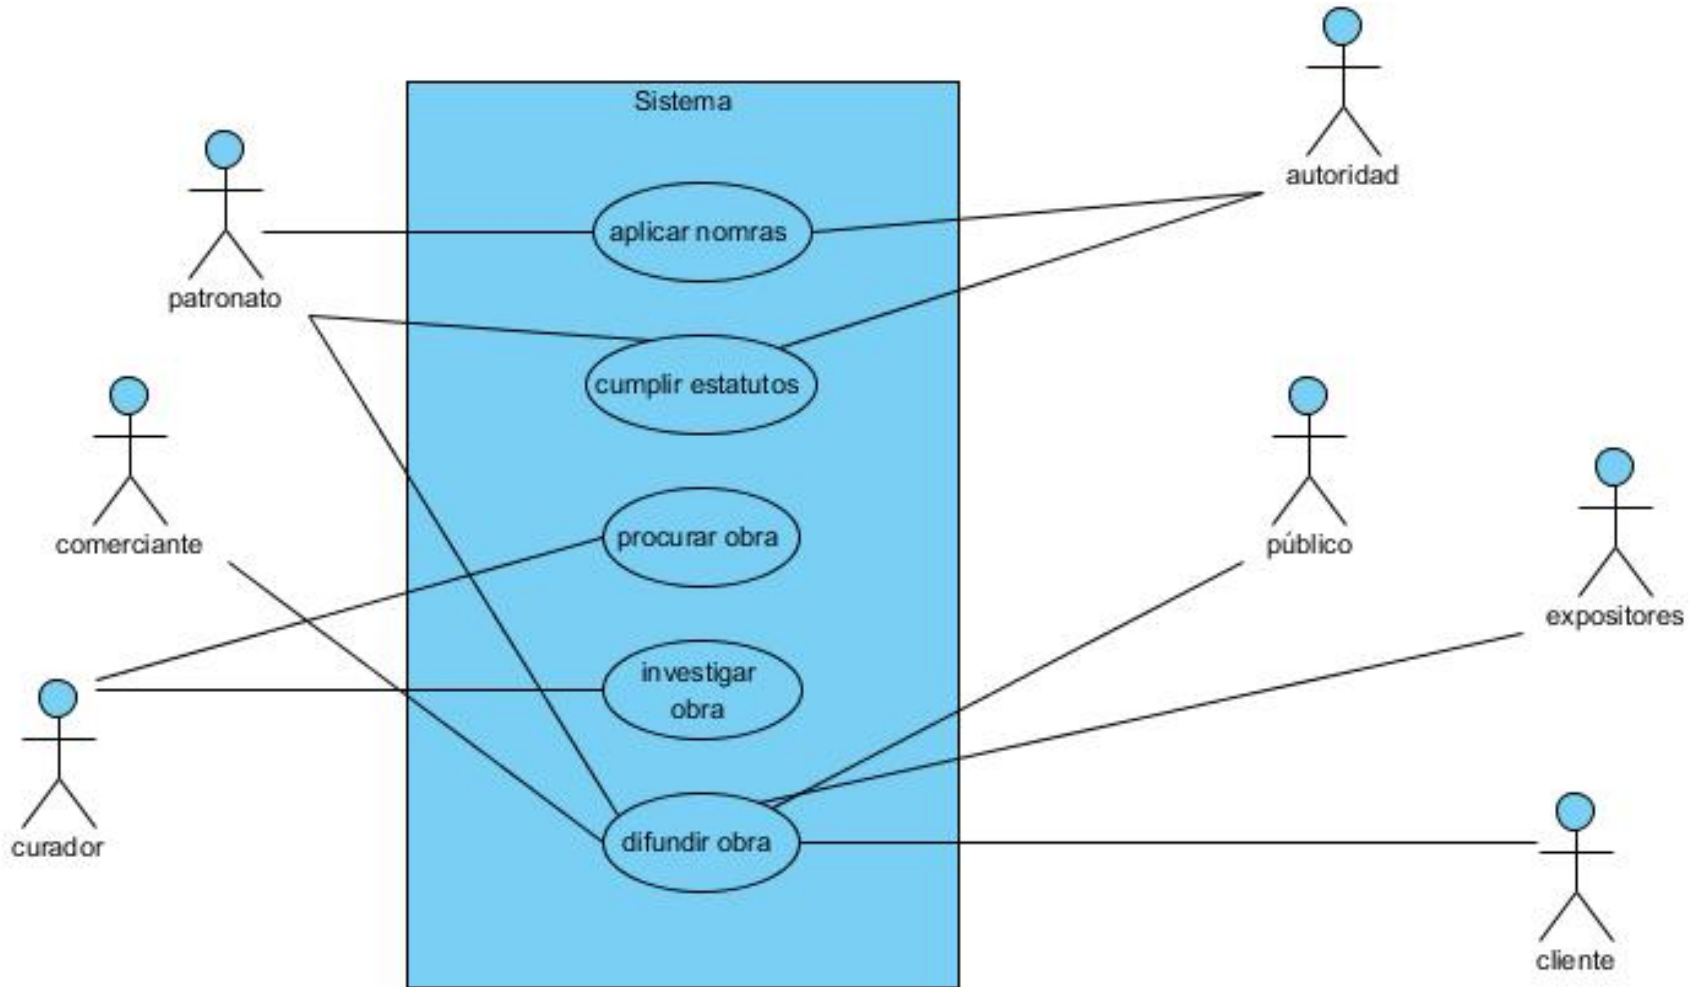 Sistema
autoridad
aplicar nomras
patronato
cumplir estatutos
comerciante
procurar obra
público
expositores
investigar
obra
curador
difundir obra
cliente